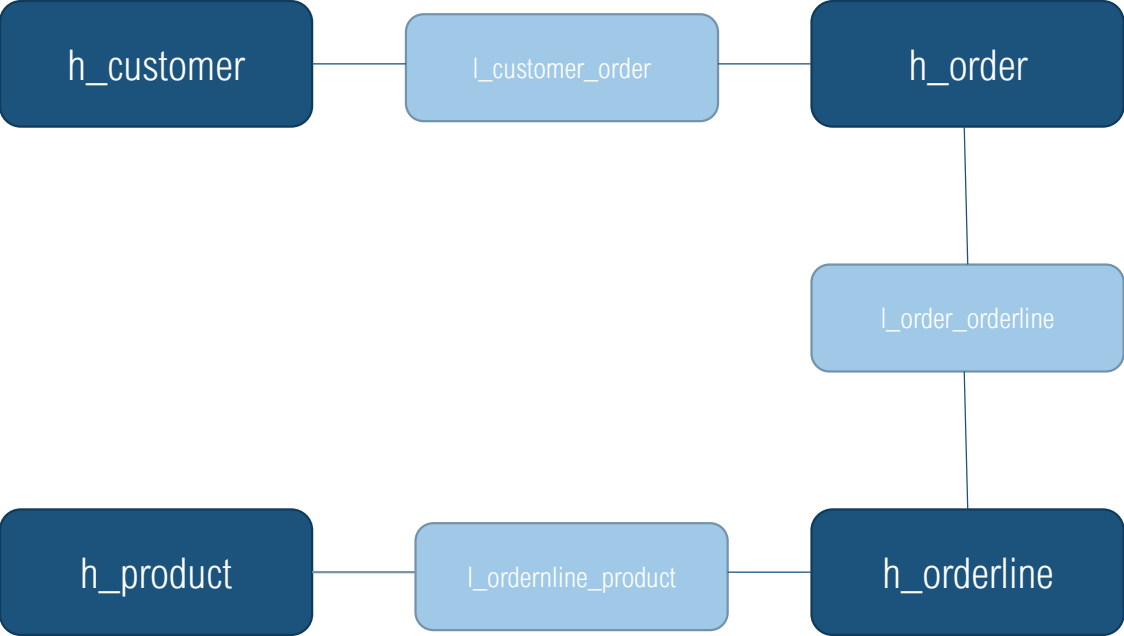 h_customer
l_customer_order
h_order
l_order_orderline
h_product
l_ordernline_product
h_orderline